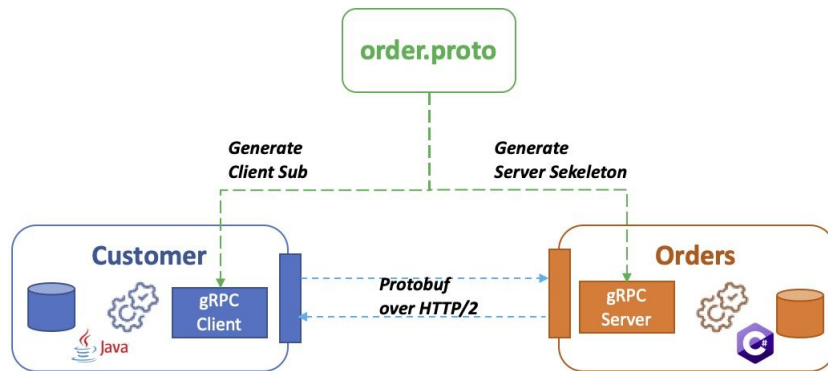 order.proto
Generate
Client Sub
Generate
Server Sekeleton
Customer
Orders
gRPC
Client
Protobuf
over HTTP/2
gRPC
Server
Java
C#